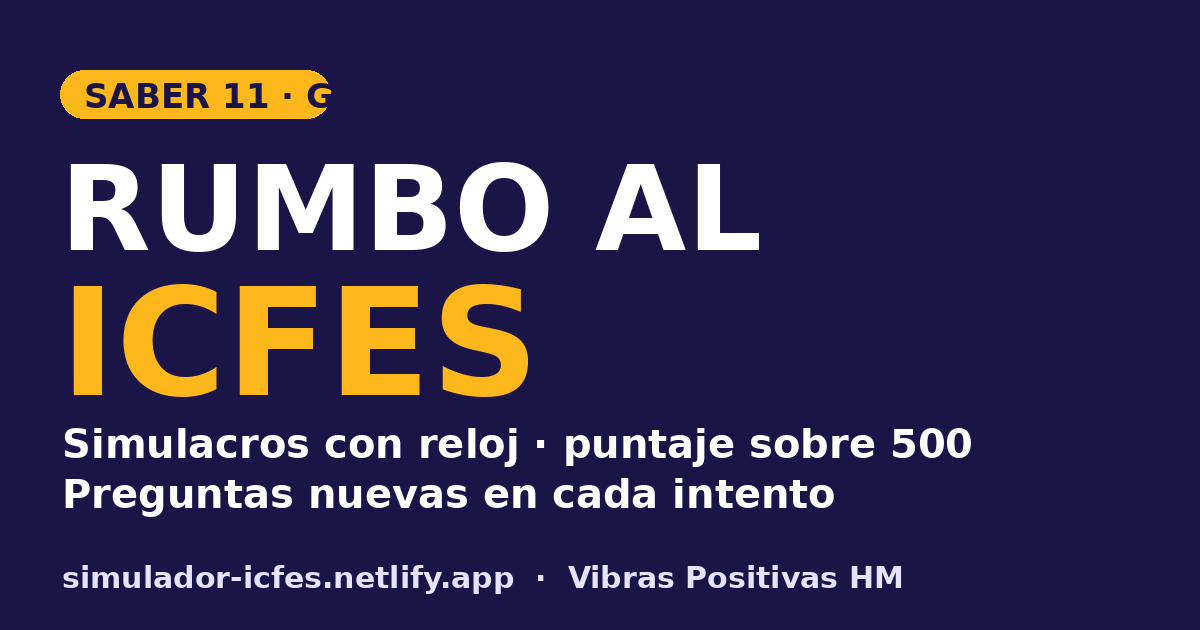 SABER 11 · G
RUMBO AL
ICFES
Simulacros con reloj · puntaje sobre 500
Preguntas nuevas en cada intento
simulador-icfes.netlify.app · Vibras Positivas HM